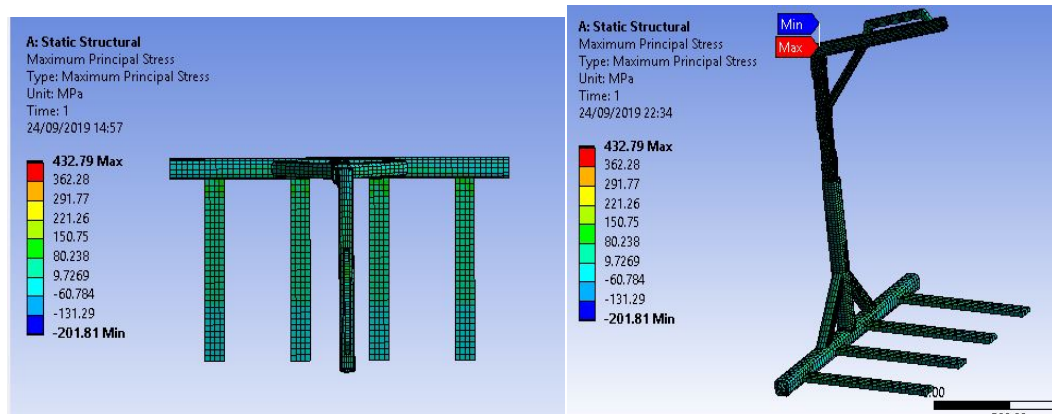 A: Static Structural
Maximum Principal Stress
Type: Maximum Principal Stress
Unit: MPa
Time: 1
24/09/2019 14:57
432.79 Max
362.28
291.77
221.26
150.75
80.238
9.7269
-60.784
-131.29
-201.81 Min
A: Static Structural
Maximum Principal Stress
Type: Maximum Principal Stress
Unit: MPa
Time: 1
24/09/2019 22:34
432.79 Max
362.28
291.77
221.26
150.75
80.238
9.7269
-60.784
-131.29
-201.81 Min
Min
Max